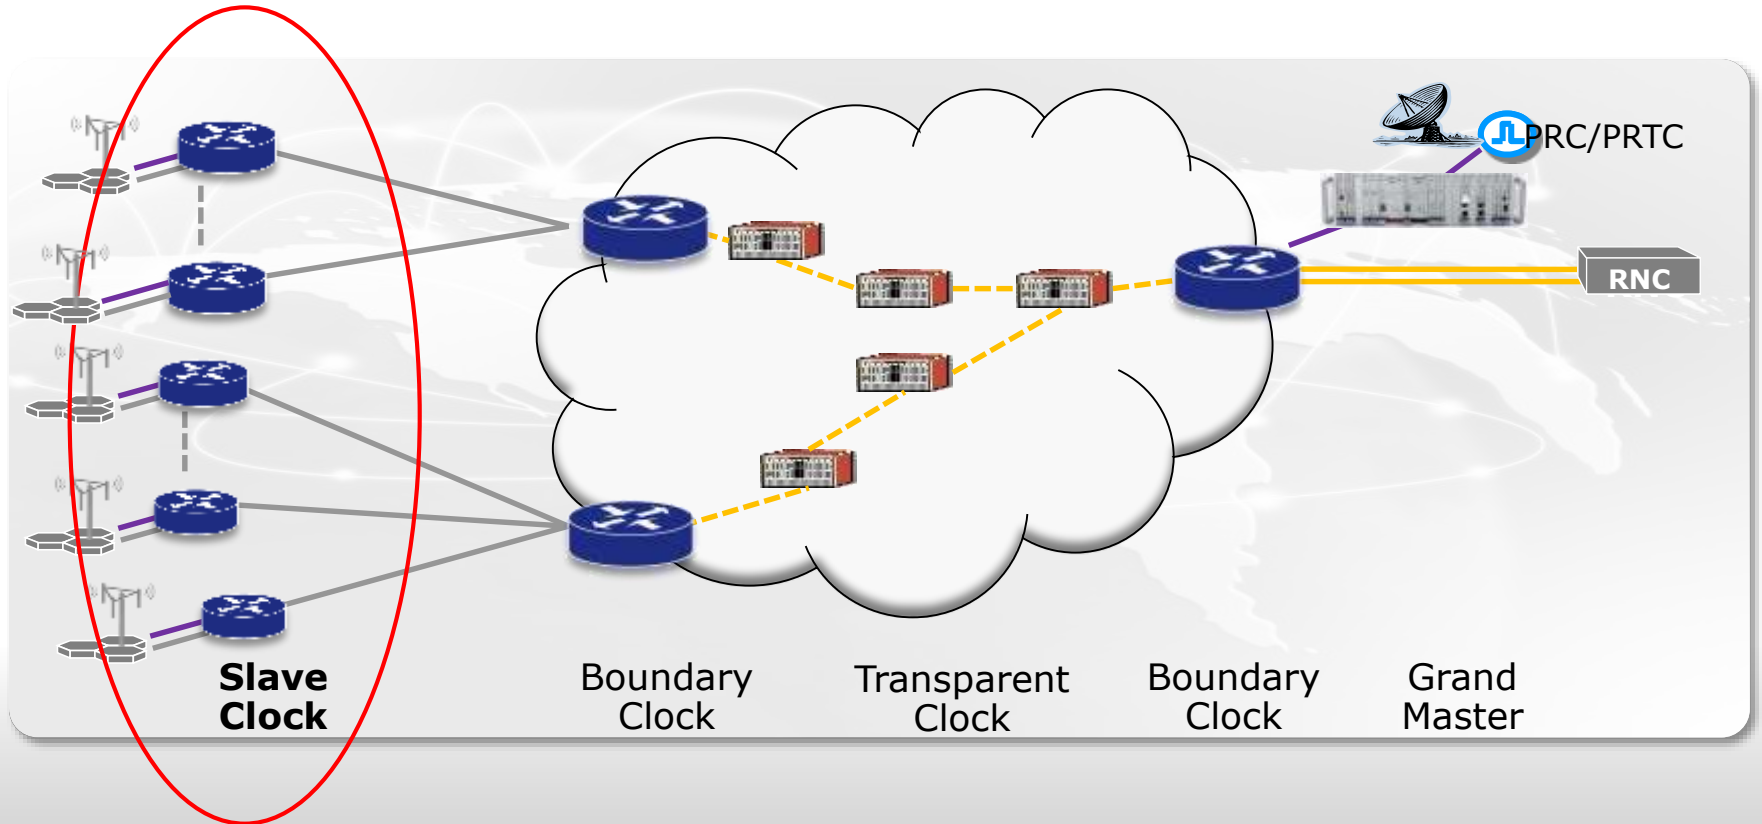 PRC/PRTC
RNC
Slave
Clock
Boundary
Clock
Transparent
Clock
Boundary
Clock
Grand
Master